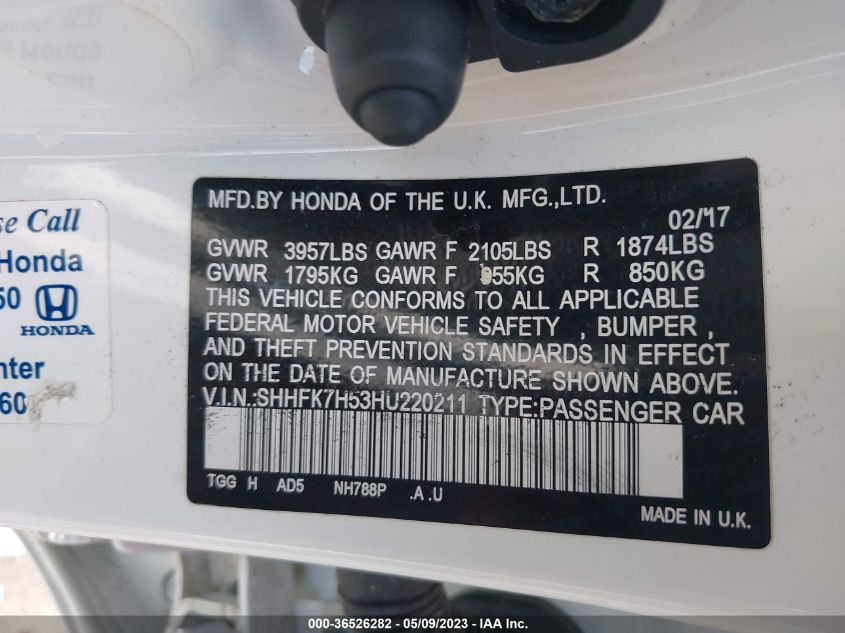 se Call
Honda
50
HONDA
nter
60
MFD.BY HONDA OF THE U.K. MFG.,LTD.
02/17
GVWR 3957LBS GAWR F 2105LBS R 1874LBS
GVWR 1795KG GAWR F 955KG R 850KG
THIS VEHICLE CONFORMS TO ALL APPLICABLE
FEDERAL MOTOR VEHICLE SAFETY , BUMPER ,
AND THEFT PREVENTION STANDARDS IN EFFECT
ON THE DATE OF MANUFACTURE SHOWN ABOVE.
V.I.N.:SHHFK7H53HU220211 TYPE:PASSENGER CAR
TGG H AD5 NH788P .A .U
MADE IN U.K.
000-36526282 - 05/09/2023 - IAA Inc.